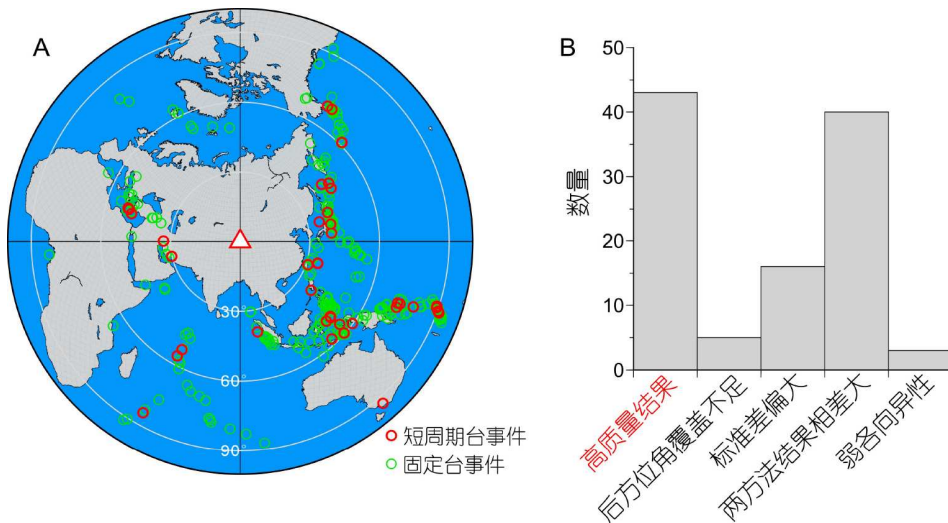 A
30°
60°
90°
短周期台事件
固定台事件
B
50
40
30
20
10
0
数量
高质量结果
后方位角覆盖不足
标准差偏大
两方法结果相差大
弱各向异性